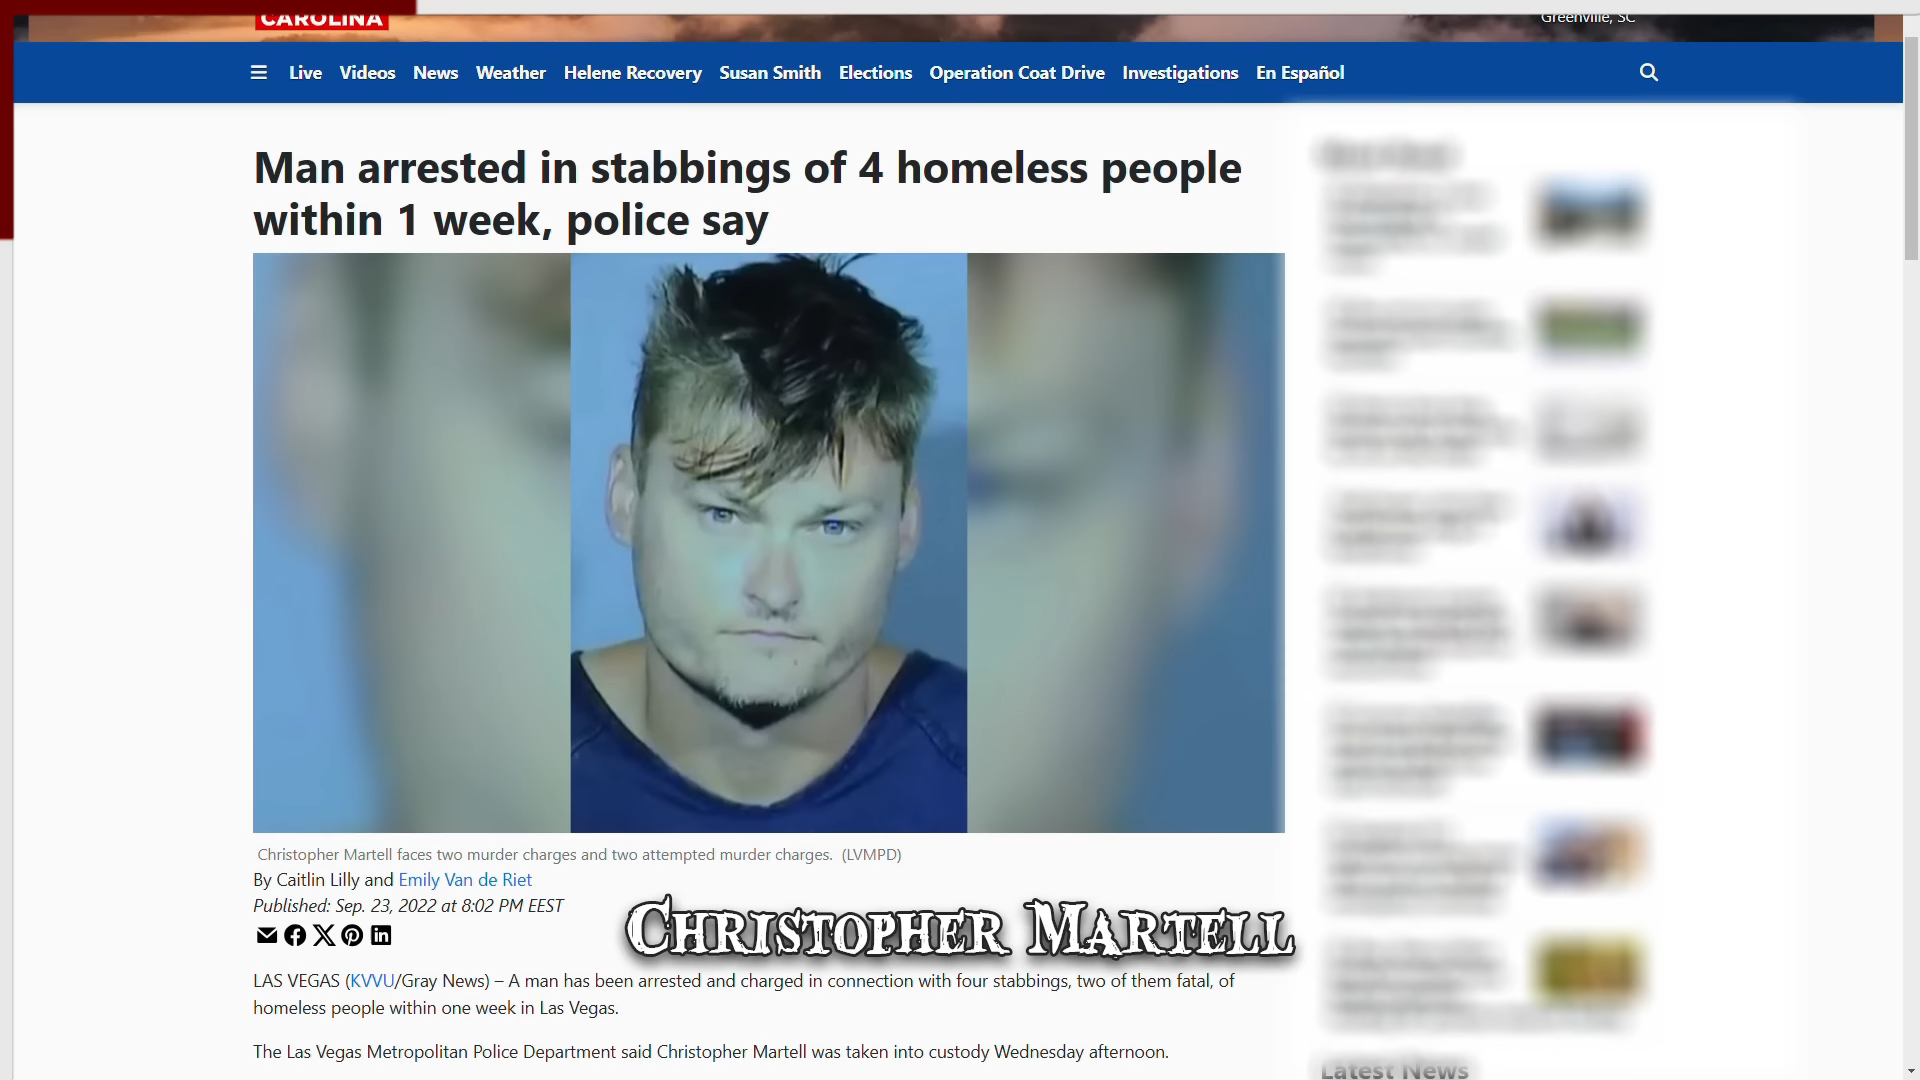 CAROLINA
Greenville, SC
Live Videos News Weather Helene Recovery Susan Smith Elections Operation Coat Drive Investigations En Español
Man arrested in stabbings of 4 homeless people
within 1 week, police say
Christopher Martell faces two murder charges and two attempted murder charges. (LVMPD)
By Caitlin Lilly and Emily Van de Riet
Published: Sep. 23, 2022 at 8:02 PM EEST
Christopher Martell
LAS VEGAS (KVVU/Gray News) – A man has been arrested and charged in connection with four stabbings, two of them fatal, of
homeless people within one week in Las Vegas.
The Las Vegas Metropolitan Police Department said Christopher Martell was taken into custody Wednesday afternoon.
Latest News